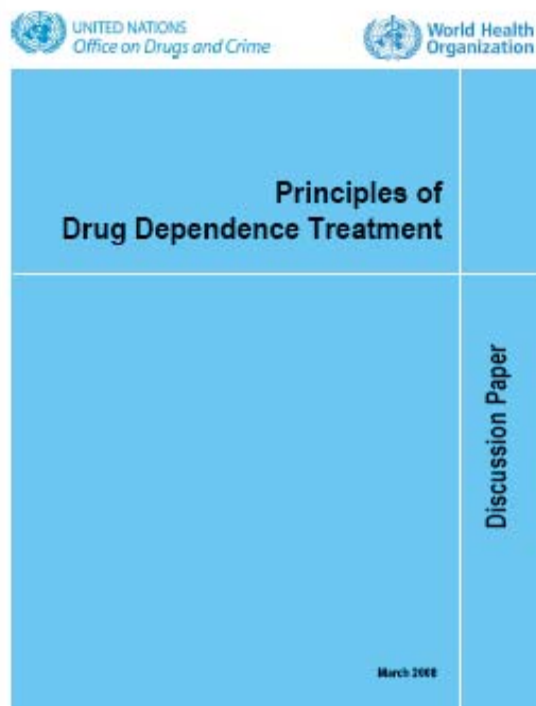 UNITED NATIONS
Office on Drugs and Crime
World Health
Organization
Principles of
Drug Dependence Treatment
Discussion Paper
March 2008